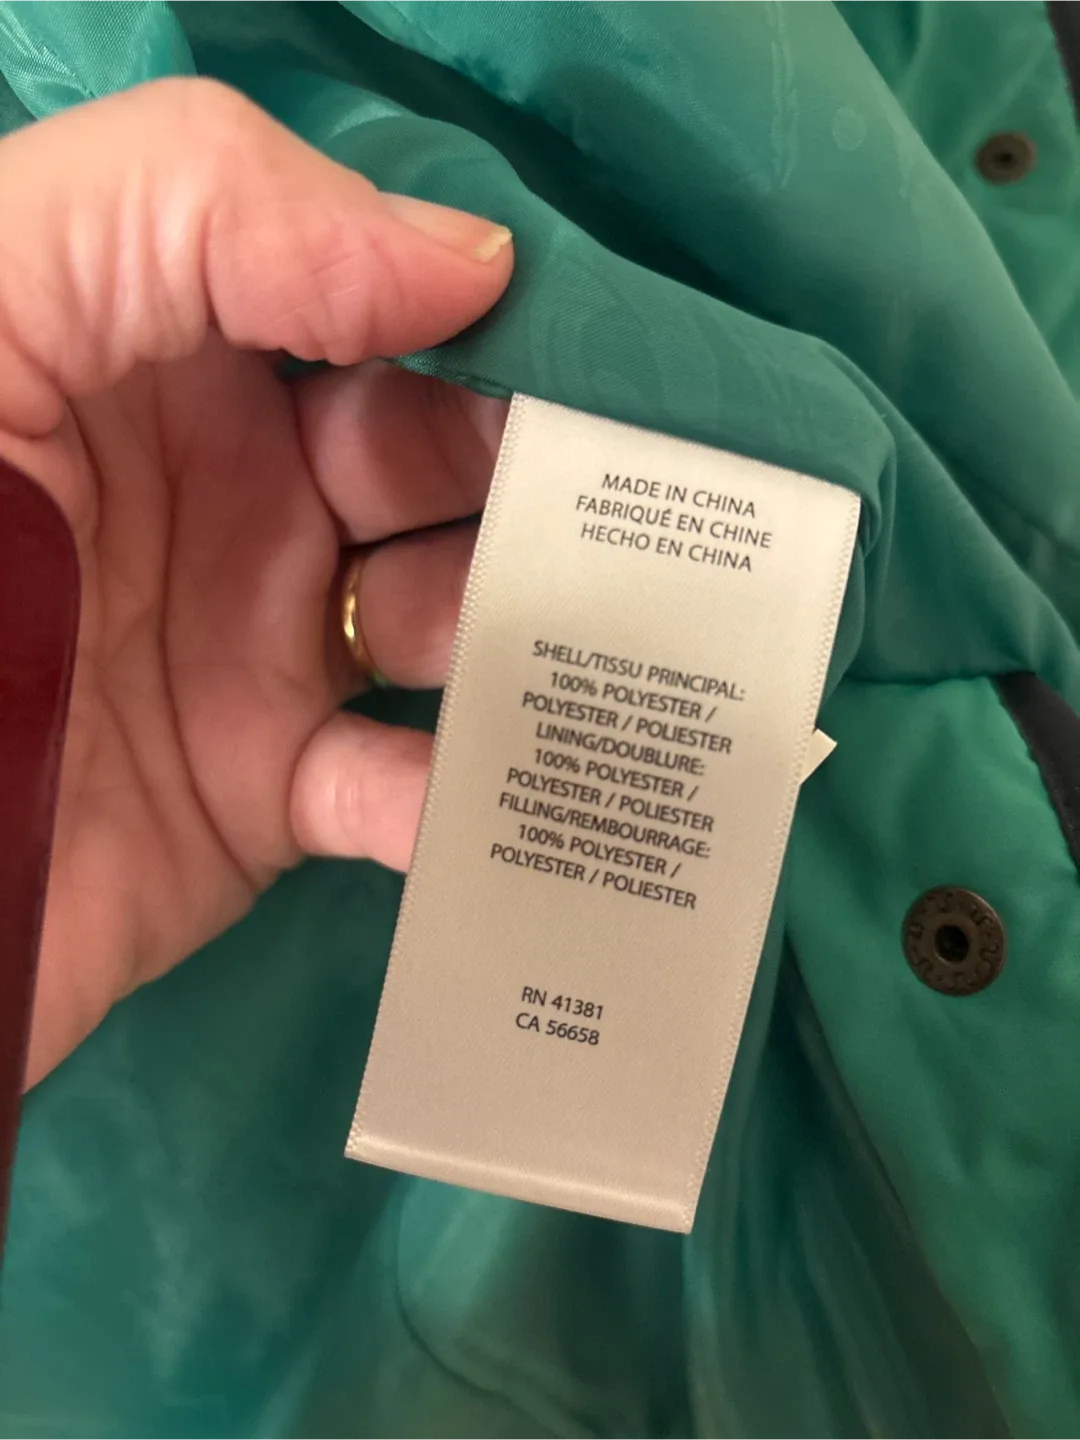 MADE IN CHINA
FABRIQUÉ EN CHINE
HECHO EN CHINA
SHELL/TISSU PRINCIPAL:
100% POLYESTER /
POLYESTER / POLIESTER
LINING/DOUBLURE:
100% POLYESTER /
POLYESTER / POLIESTER
FILLING/REMBOURRAGE:
100% POLYESTER /
POLYESTER / POLIESTER
RN 41381
CA 56658